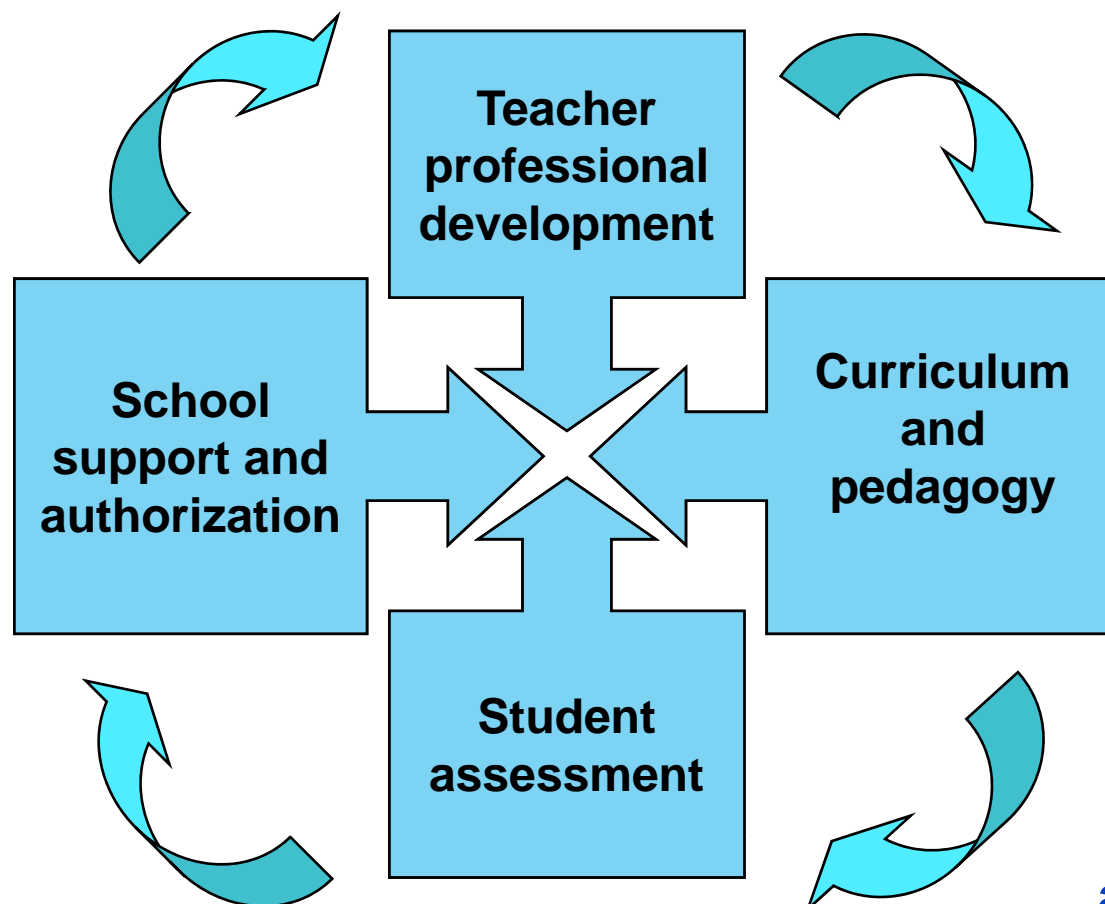 Teacher
professional
development
School
support and
authorization
Curriculum
and
pedagogy
Student
assessment